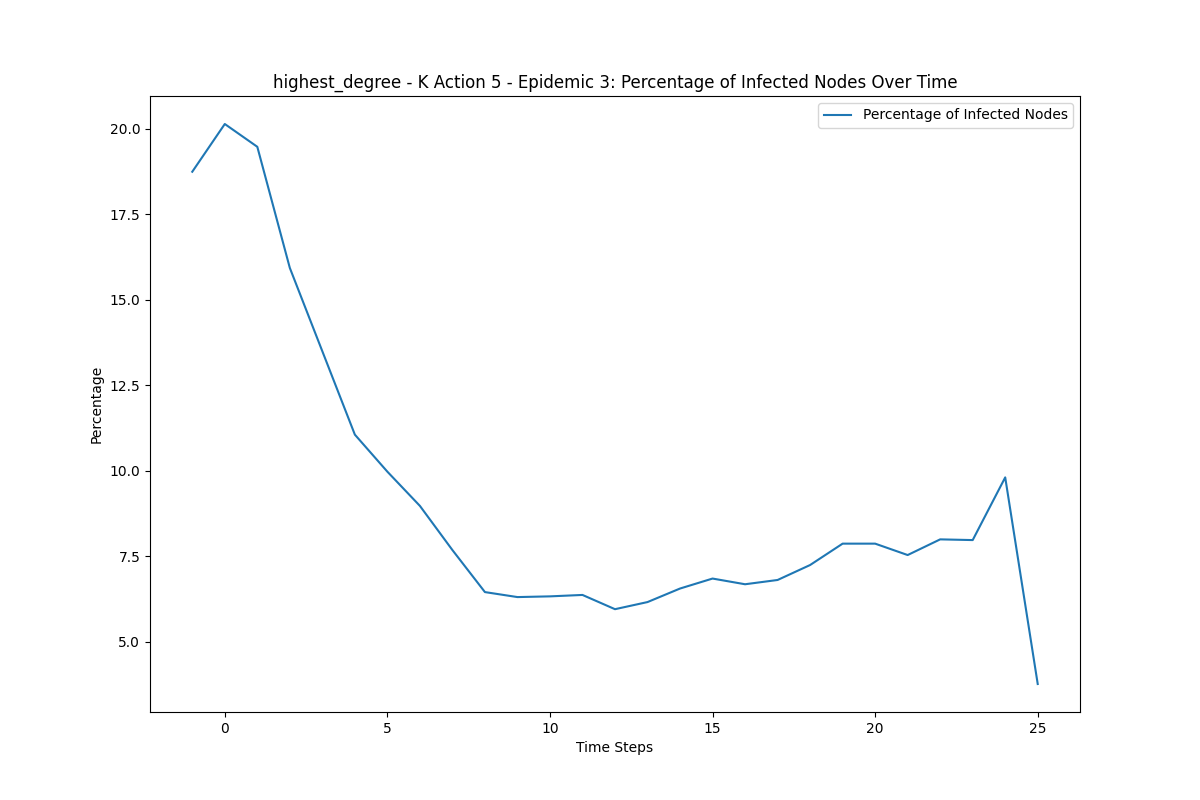 highest_degree - K Action 5 - Epidemic 3: Percentage of Infected Nodes Over Time
Percentage of Infected Nodes
20.0
17.5
15.0
12.5
10.0
7.5
5.0
Percentage
0 5 10 15 20 25
Time Steps